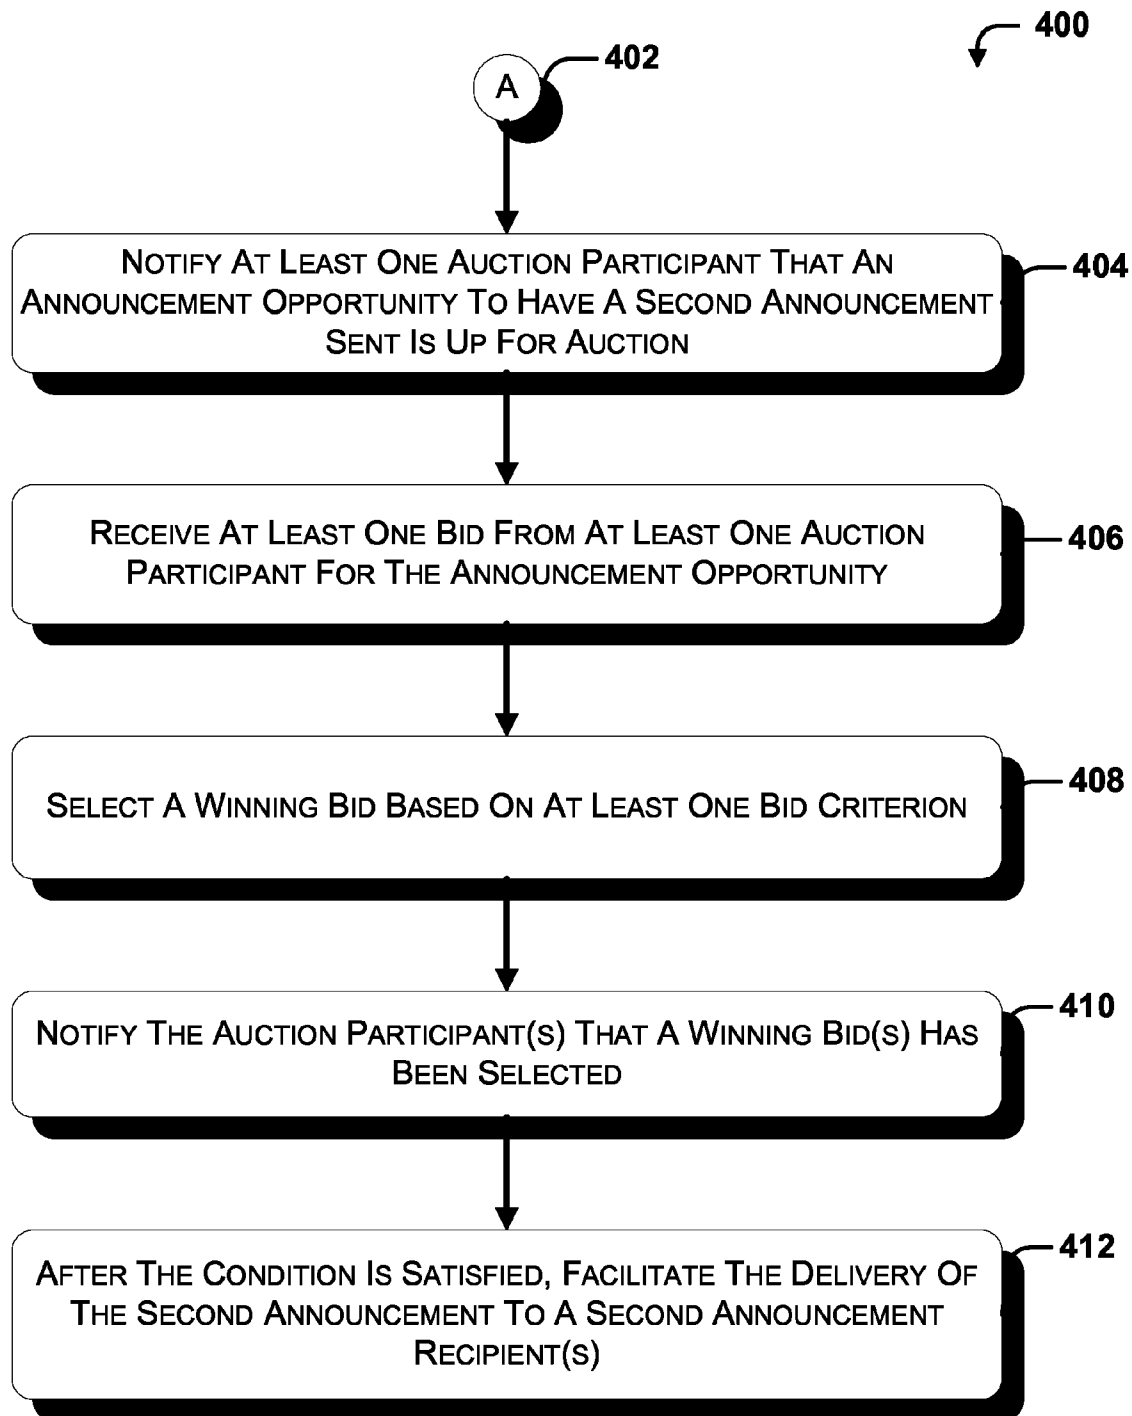 400
402
A
NOTIFY AT LEAST ONE AUCTION PARTICIPANT THAT AN
ANNOUNCEMENT OPPORTUNITY TO HAVE A SECOND ANNOUNCEMENT
SENT IS UP FOR AUCTION
404
RECEIVE AT LEAST ONE BID FROM AT LEAST ONE AUCTION
PARTICIPANT FOR THE ANNOUNCEMENT OPPORTUNITY
406
SELECT A WINNING BID BASED ON AT LEAST ONE BID CRITERION
408
NOTIFY THE AUCTION PARTICIPANT(S) THAT A WINNING BID(S) HAS
BEEN SELECTED
410
AFTER THE CONDITION IS SATISFIED, FACILITATE THE DELIVERY OF
THE SECOND ANNOUNCEMENT TO A SECOND ANNOUNCEMENT
RECIPIENT(S)
412